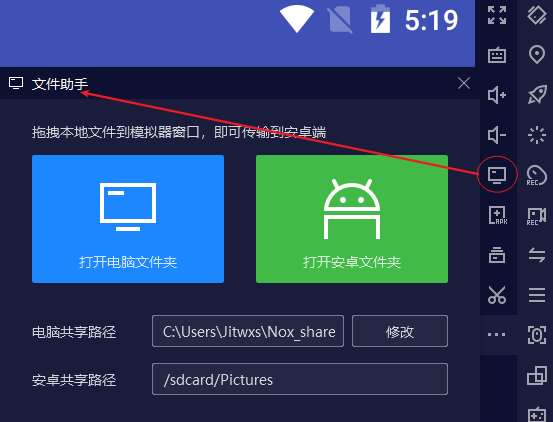 5:19
文件助手
拖拽本地文件到模拟器窗口，即可传输到安卓端
打开电脑文件夹
打开安卓文件夹
电脑共享路径
C:\Users\Jitwxs\Nox_share
修改
安卓共享路径
/sdcard/Pictures
APK
REC
REC